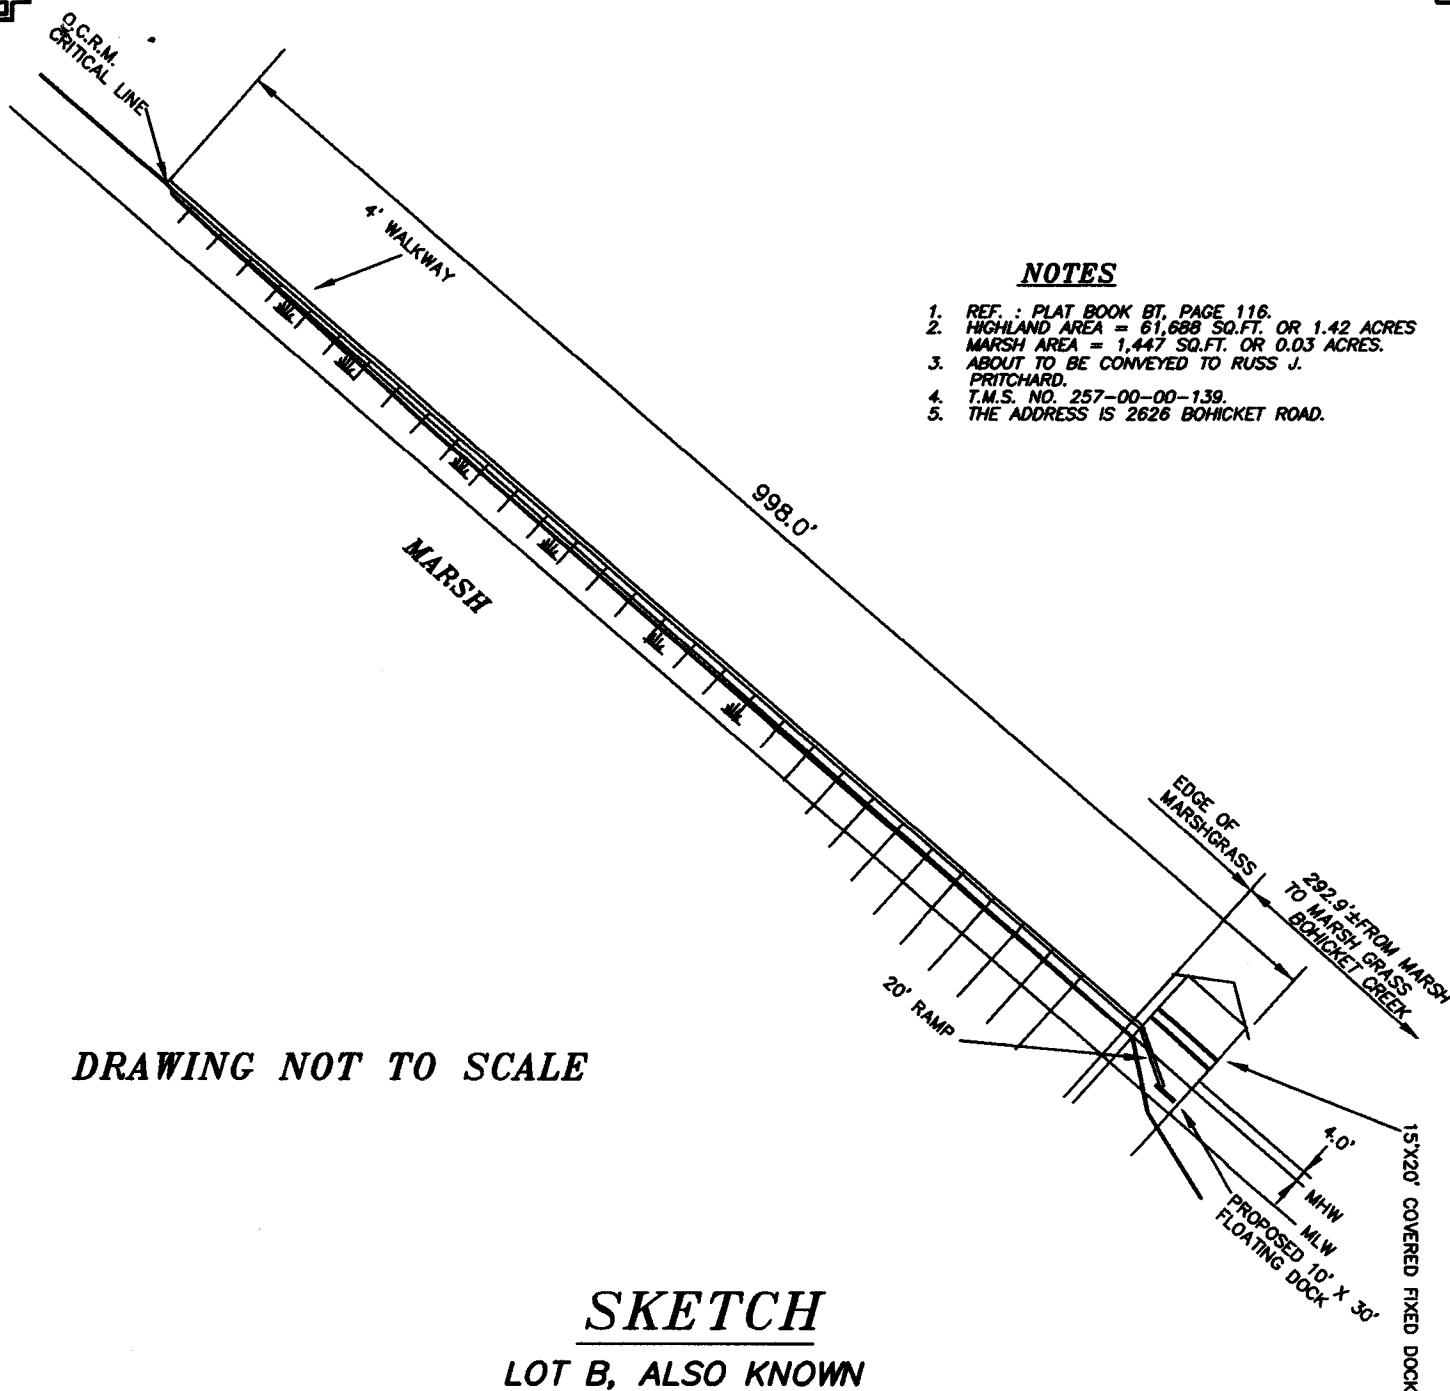 O.C.R.M.
CRITICAL LINE
4' WALKWAY
NOTES
1. REF. : PLAT BOOK BT, PAGE 116.
2. HIGHLAND AREA = 61,688 SQ.FT. OR 1.42 ACRES
MARSH AREA = 1,447 SQ.FT. OR 0.03 ACRES.
3. ABOUT TO BE CONVEYED TO RUSS J.
PRITCHARD.
4. T.M.S. NO. 257-00-00-139.
5. THE ADDRESS IS 2626 BOHICKET ROAD.
998.0'
MARSH
EDGE OF
MARSHGRASS
292.9'±FROM MARSH
TO MARSH GRASS
BOHICKET CREEK
20' RAMP
DRAWING NOT TO SCALE
4.0'
MHW
MLW
PROPOSED 10' X 30'
FLOATING DOCK
15'X20' COVERED FIXED DOCK
SKETCH
LOT B, ALSO KNOWN